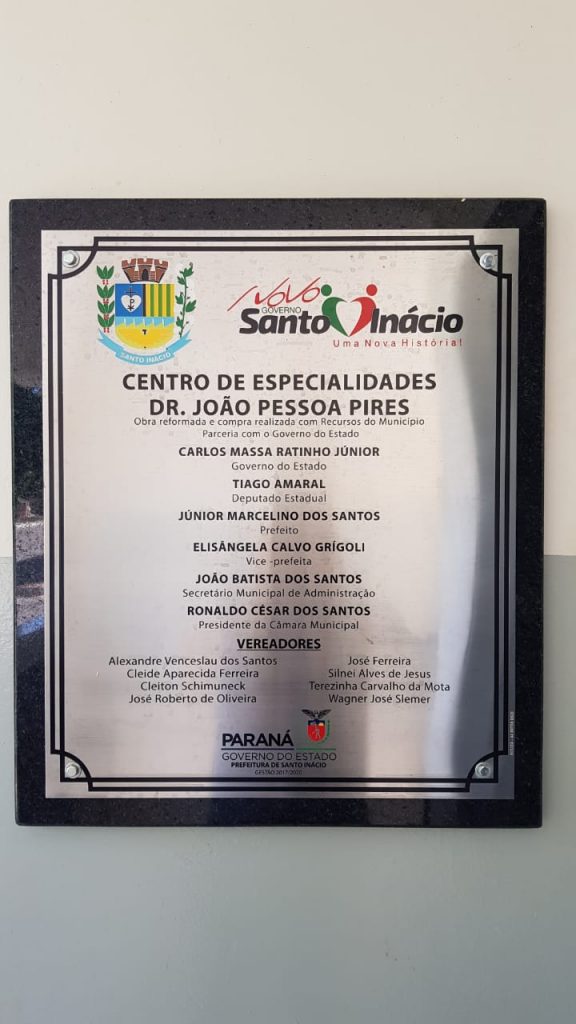 SANTO INÁCIO
NOVO
GOVERNO
Santo Inácio
Uma Nova História!
CENTRO DE ESPECIALIDADES
DR. JOÃO PESSOA PIRES
Obra reformada e compra realizada com Recursos do Município
Parceria com o Governo do Estado
CARLOS MASSA RATINHO JÚNIOR
Governo do Estado
TIAGO AMARAL
Deputado Estadual
JÚNIOR MARCELINO DOS SANTOS
Prefeito
ELISÂNGELA CALVO GRÍGOLI
Vice -prefeita
JOÃO BATISTA DOS SANTOS
Secretário Municipal de Administração
RONALDO CÉSAR DOS SANTOS
Presidente da Câmara Municipal
VEREADORES
Alexandre Venceslau dos Santos
Cleide Aparecida Ferreira
Cleiton Schimuneck
José Roberto de Oliveira
José Ferreira
Silnei Alves de Jesus
Terezinha Carvalho da Mota
Wagner José Slemer
PARANÁ
GOVERNO DO ESTADO
PREFEITURA DE SANTO INÁCIO
GESTÃO 2017/2020